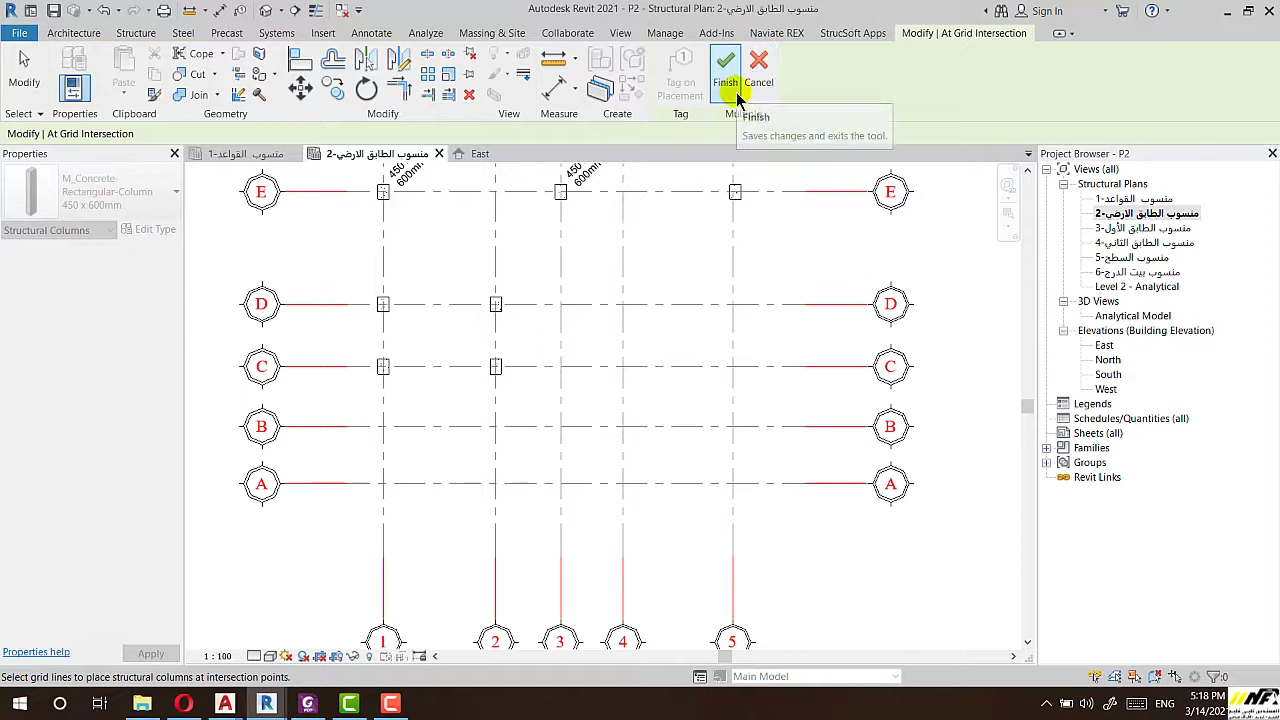 Autodesk Revit 2021 - P2 - Structural Plan: 2-منسوب الطابق الارضي
Sign In
File Architecture Structure Steel Precast Systems Insert Annotate Analyze Massing & Site Collaborate View Manage Add-Ins Naviate REX StrucSoft Apps Modify | At Grid Intersection
Modify Paste Cope Cut Join Tag on Placement Finish Cancel
Select Properties Clipboard Geometry Modify View Measure Create Tag
Finish
Saves changes and exits the tool.
Modify | At Grid Intersection
Properties
1-منسوب القواعد
2-منسوب الطابق الارضي
East
Project Browser - P2
M_Concrete-
Rectangular-Column
450 x 600mm
Structural Columns
Edit Type
Views (all)
Structural Plans
1-منسوب القواعد
2-منسوب الطابق الارضي
3-منسوب الطابق الأول
4-منسوب الطابق الثاني
5-منسوب السطح
6-منسوب بيت الدرج
Level 2 - Analytical
3D Views
Analytical Model
Elevations (Building Elevation)
East
North
South
West
Legends
Schedules/Quantities (all)
Sheets (all)
Families
Groups
Revit Links
450
600mm
450
600mm
E E
D D
C C
B B
A A
1 2 3 4 5
Properties help
Apply
1 : 100
Select grid lines to place structural columns at intersection points.
:0
Main Model
:0
ENG
5:18 PM